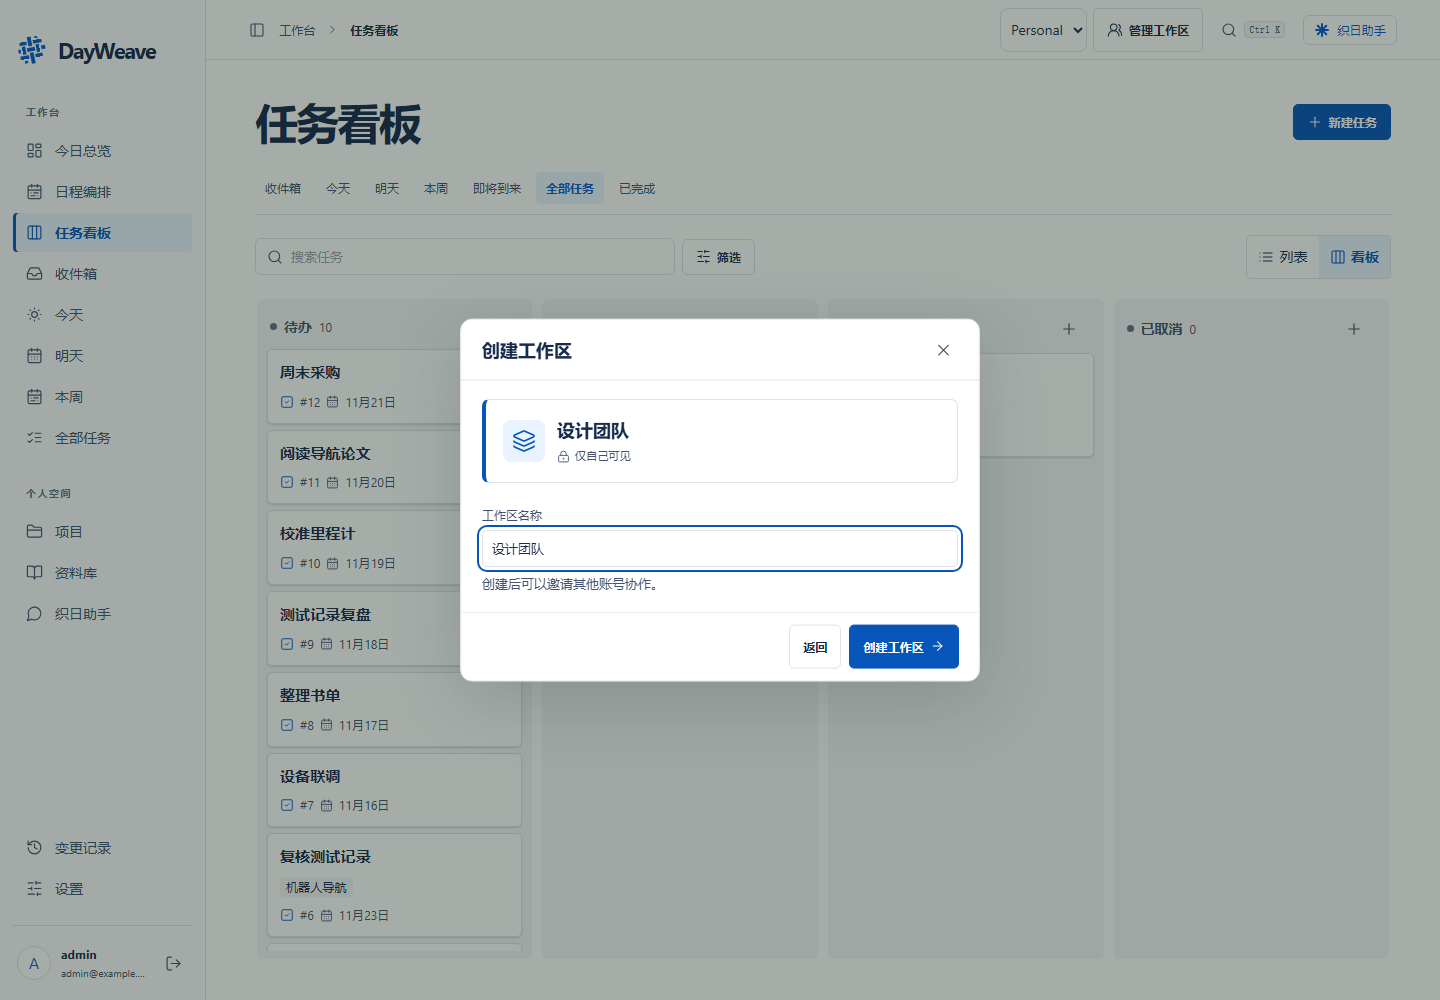 DayWeave
工作台
今日总览
日程编排
任务看板
收件箱
今天
明天
本周
全部任务
个人空间
项目
资料库
织日助手
变更记录
设置
A
admin
admin@example....
工作台 > 任务看板
Personal
管理工作区
Ctrl K
织日助手
任务看板
新建任务
收件箱 今天 明天 本周 即将到来 全部任务 已完成
搜索任务
筛选
列表
看板
待办 10
周末采购
#12 11月21日
阅读导航论文
#11 11月20日
校准里程计
#10 11月19日
测试记录复盘
#9 11月18日
整理书单
#8 11月17日
设备联调
#7 11月16日
复核测试记录
机器人导航
#6 11月23日
已取消 0
创建工作区
设计团队
仅自己可见
工作区名称
设计团队
创建后可以邀请其他账号协作。
返回
创建工作区